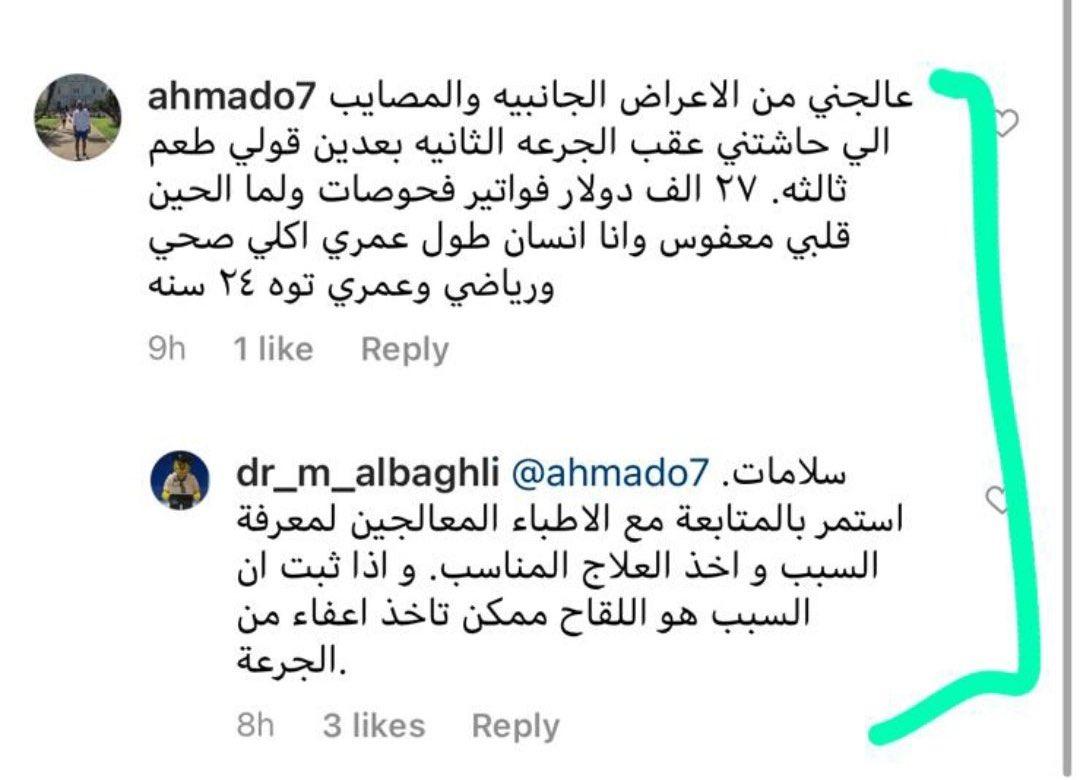 ahmado7 عالجني من الاعراض الجانبيه والمصايب
الي حاشتني عقب الجرعه الثانيه بعدين قولي طعم
ثالثه. ٢٧ الف دولار فواتير فحوصات ولما الحين
قلبي معفوس وانا انسان طول عمري اكلي صحي
ورياضي وعمري توه ٢٤ سنه
9h 1 like Reply
dr_m_albaghli @ahmado7 سلامات.
استمر بالمتابعة مع الاطباء المعالجين لمعرفة
السبب و اخذ العلاج المناسب. و اذا ثبت ان
السبب هو اللقاح ممكن تاخذ اعفاء من
الجرعة.
8h 3 likes Reply